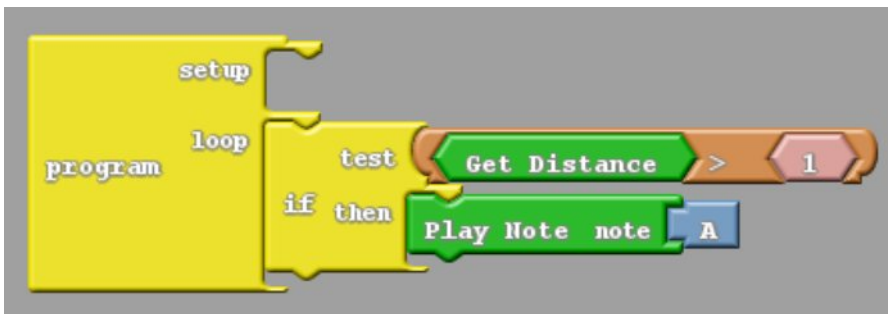 setup
program
loop
if
test
Get Distance > 1
then
Play Note note A